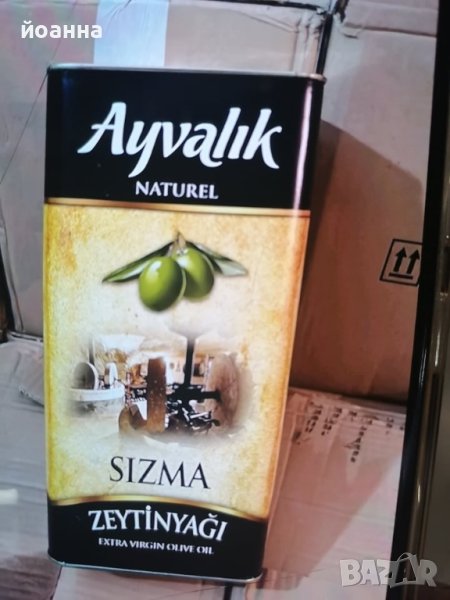 йоанна
Ayvalık
NATUREL
SIZMA
ZEYTİNYAĞI
EXTRA VIRGIN OLIVE OIL
BAZAR